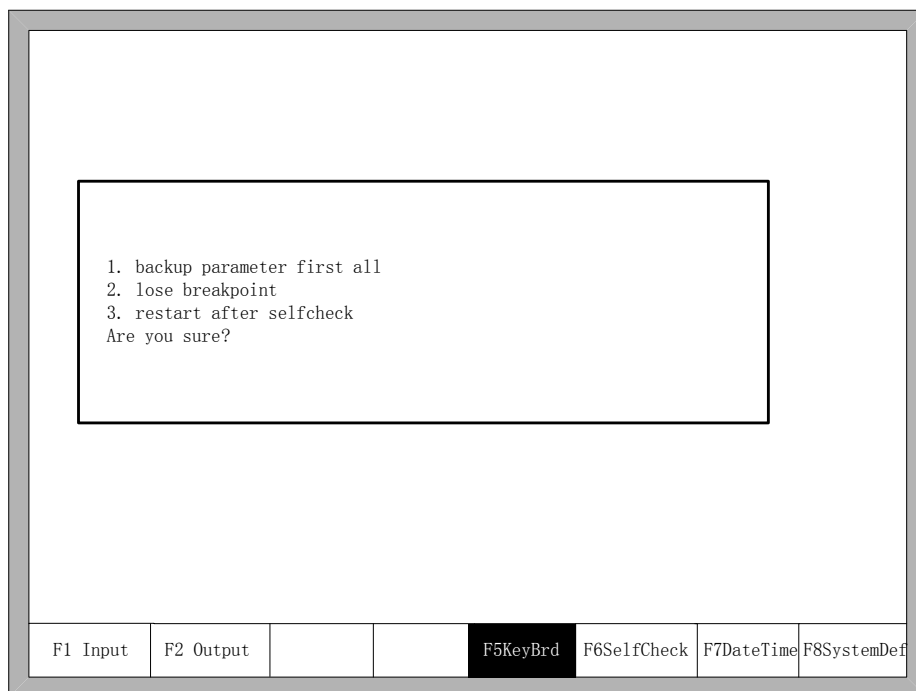 1. backup parameter first all
2. lose breakpoint
3. restart after selfcheck
Are you sure?
F1 Input F2 Output F5KeyBrd F6SelfCheck F7DateTime F8SystemDef